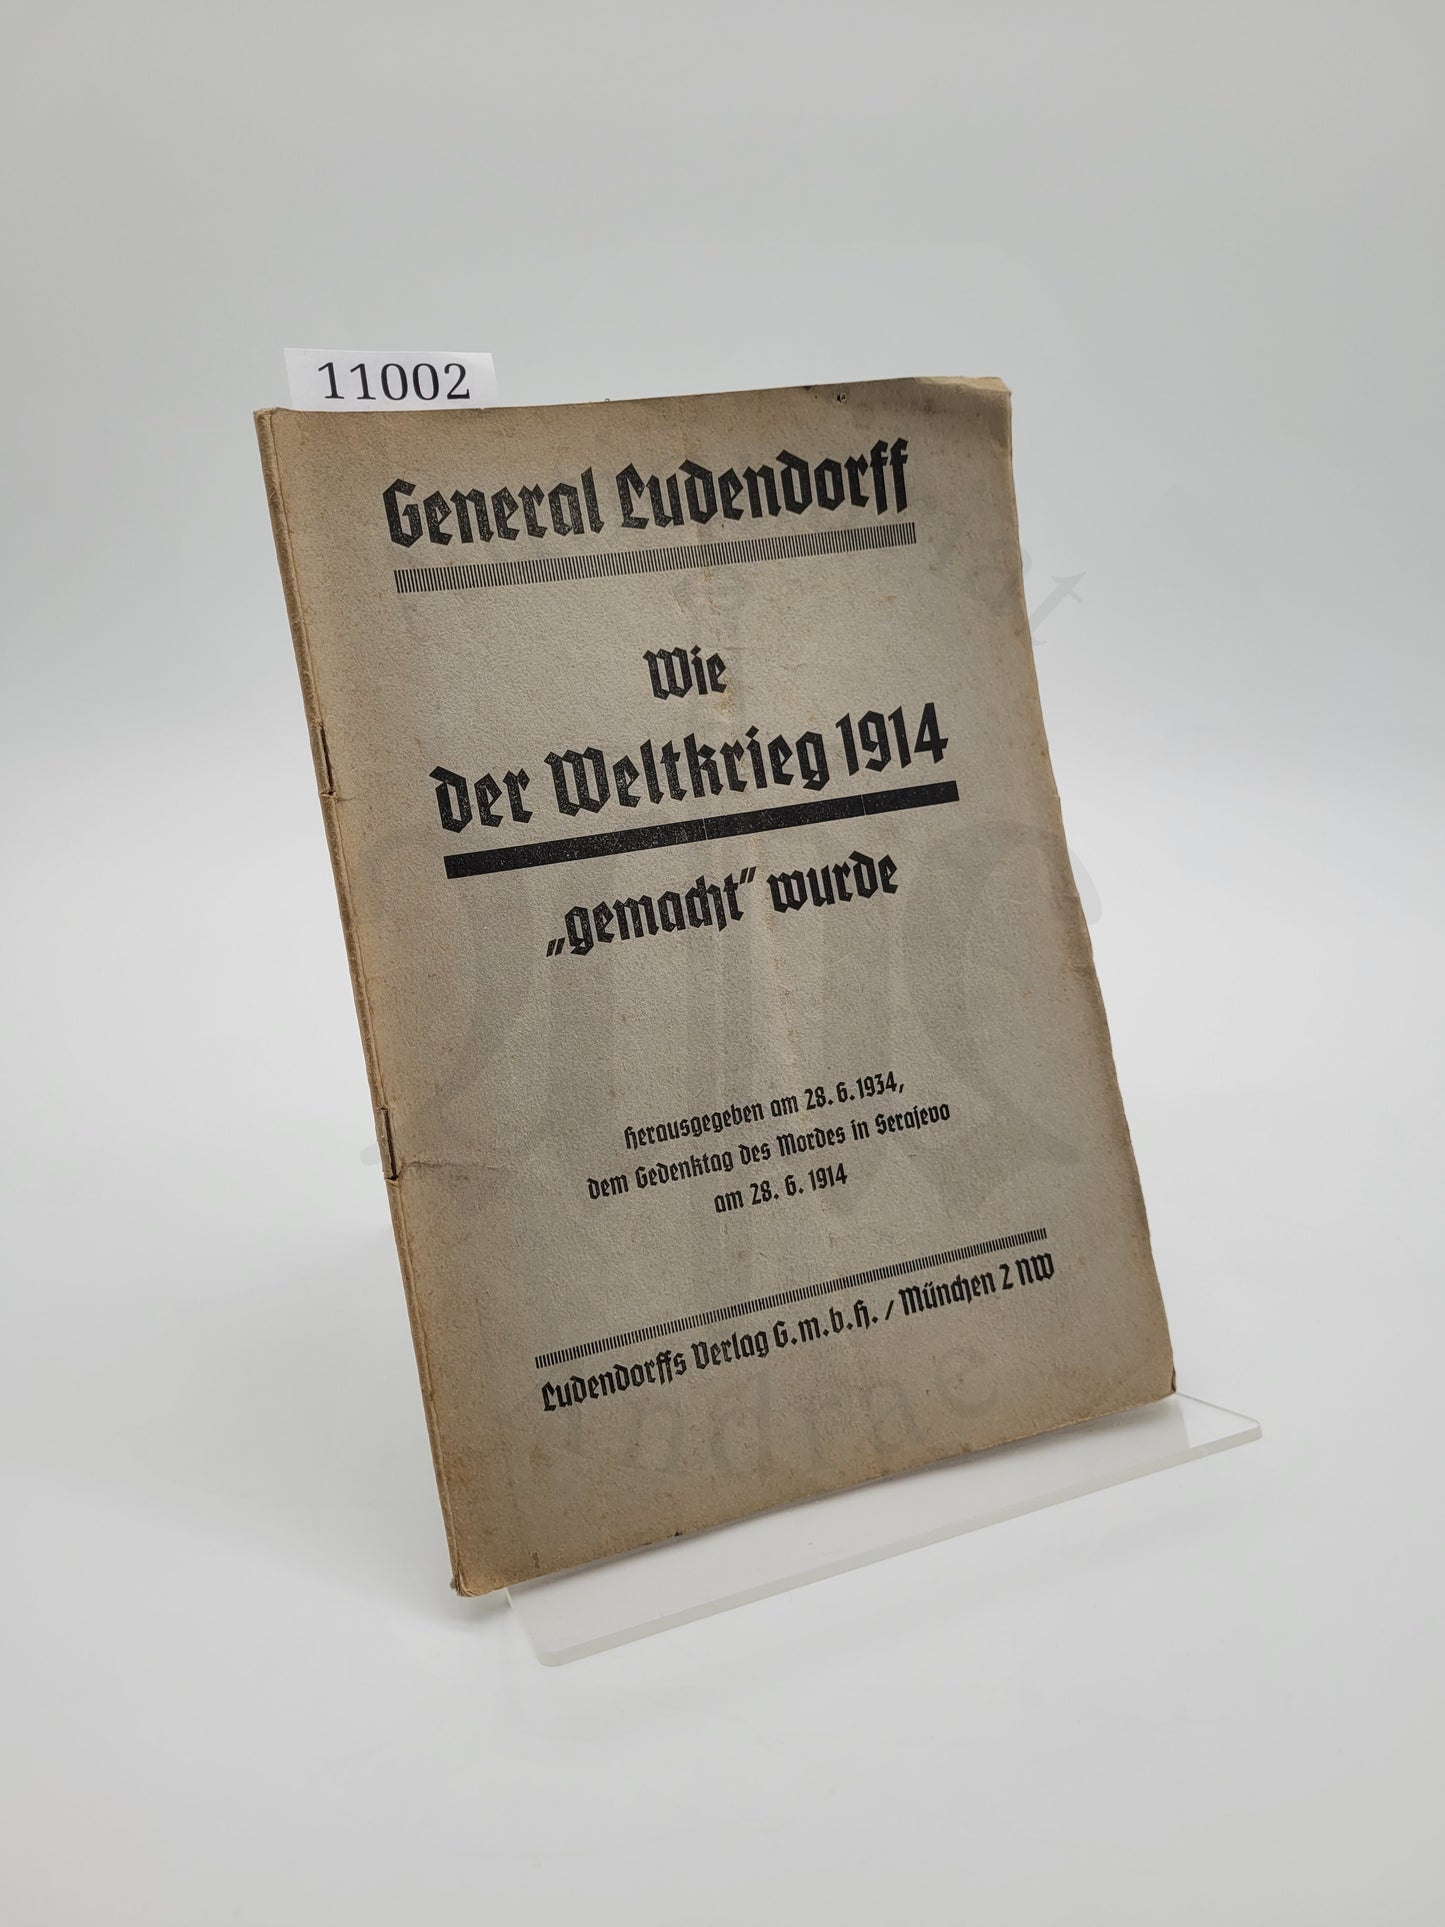 11002
General Ludendorff
Wie
der Weltkrieg 1914
„gemacht“ wurde
Herausgegeben am 28. 6. 1934,
dem Gedenktag des Mordes in Serajevo
am 28. 6. 1914
Ludendorffs Verlag G.m.b.H. / München 2 NW